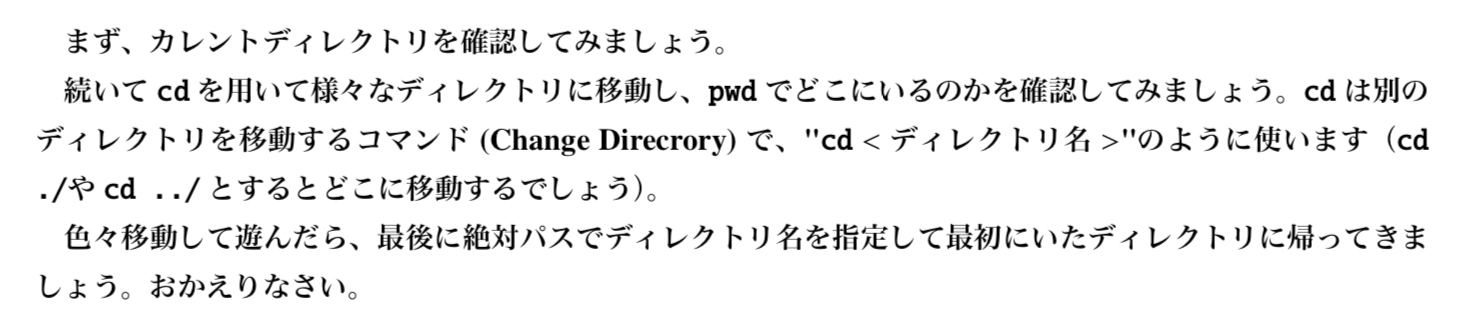 まず、カレントディレクトリを確認してみましょう。
続いて cd を用いて様々なディレクトリに移動し、pwd でどこにいるのかを確認してみましょう。cd は別の
ディレクトリを移動するコマンド (Change Direcrory) で、"cd < ディレクトリ名 >"のように使います（cd
./や cd ../ とするとどこに移動するでしょう）。
色々移動して遊んだら、最後に絶対パスでディレクトリ名を指定して最初にいたディレクトリに帰ってきま
しょう。おかえりなさい。